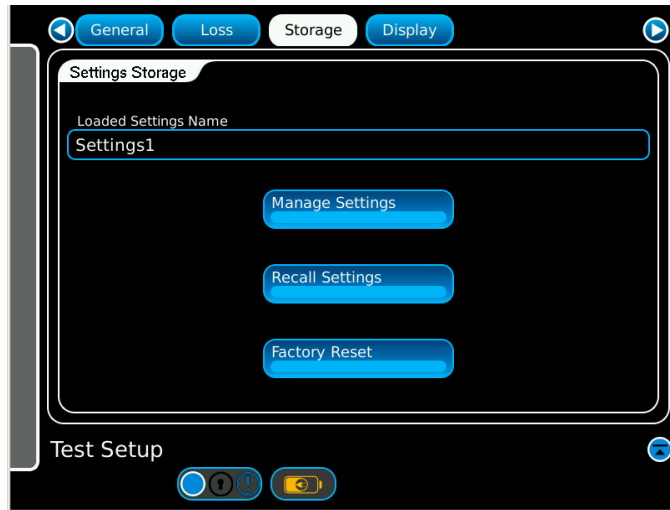 General Loss Storage Display
Settings Storage
Loaded Settings Name
Settings1
Manage Settings
Recall Settings
Factory Reset
Test Setup